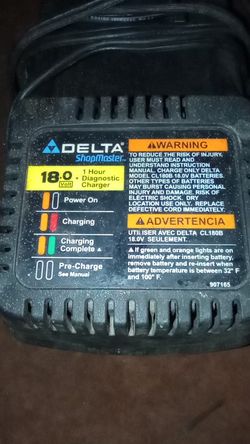 DELTA
ShopMaster
18.0 Volt
1 Hour
Diagnostic
Charger
Power On
Charging
Charging
Complete ▲
Pre-Charge
See Manual
⚠WARNING
TO REDUCE THE RISK OF INJURY,
USER MUST READ AND
UNDERSTAND INSTRUCTION
MANUAL. CHARGE ONLY DELTA
MODEL CL180B 18.0V BATTERIES.
OTHER TYPES OF BATTERIES
MAY BURST CAUSING PERSONAL
INJURY AND DAMAGE. RISK OF
ELECTRIC SHOCK. DRY
LOCATION USE ONLY. REPLACE
DEFECTIVE CORD IMMEDIATELY.
⚠ADVERTENCIA
UTILISER AVEC DELTA CL180B
18.0V SEULEMENT.
▲ If green and orange lights are on
immediately after inserting battery,
remove battery and re-insert when
battery temperature is between 32°
and 100° F.
907165